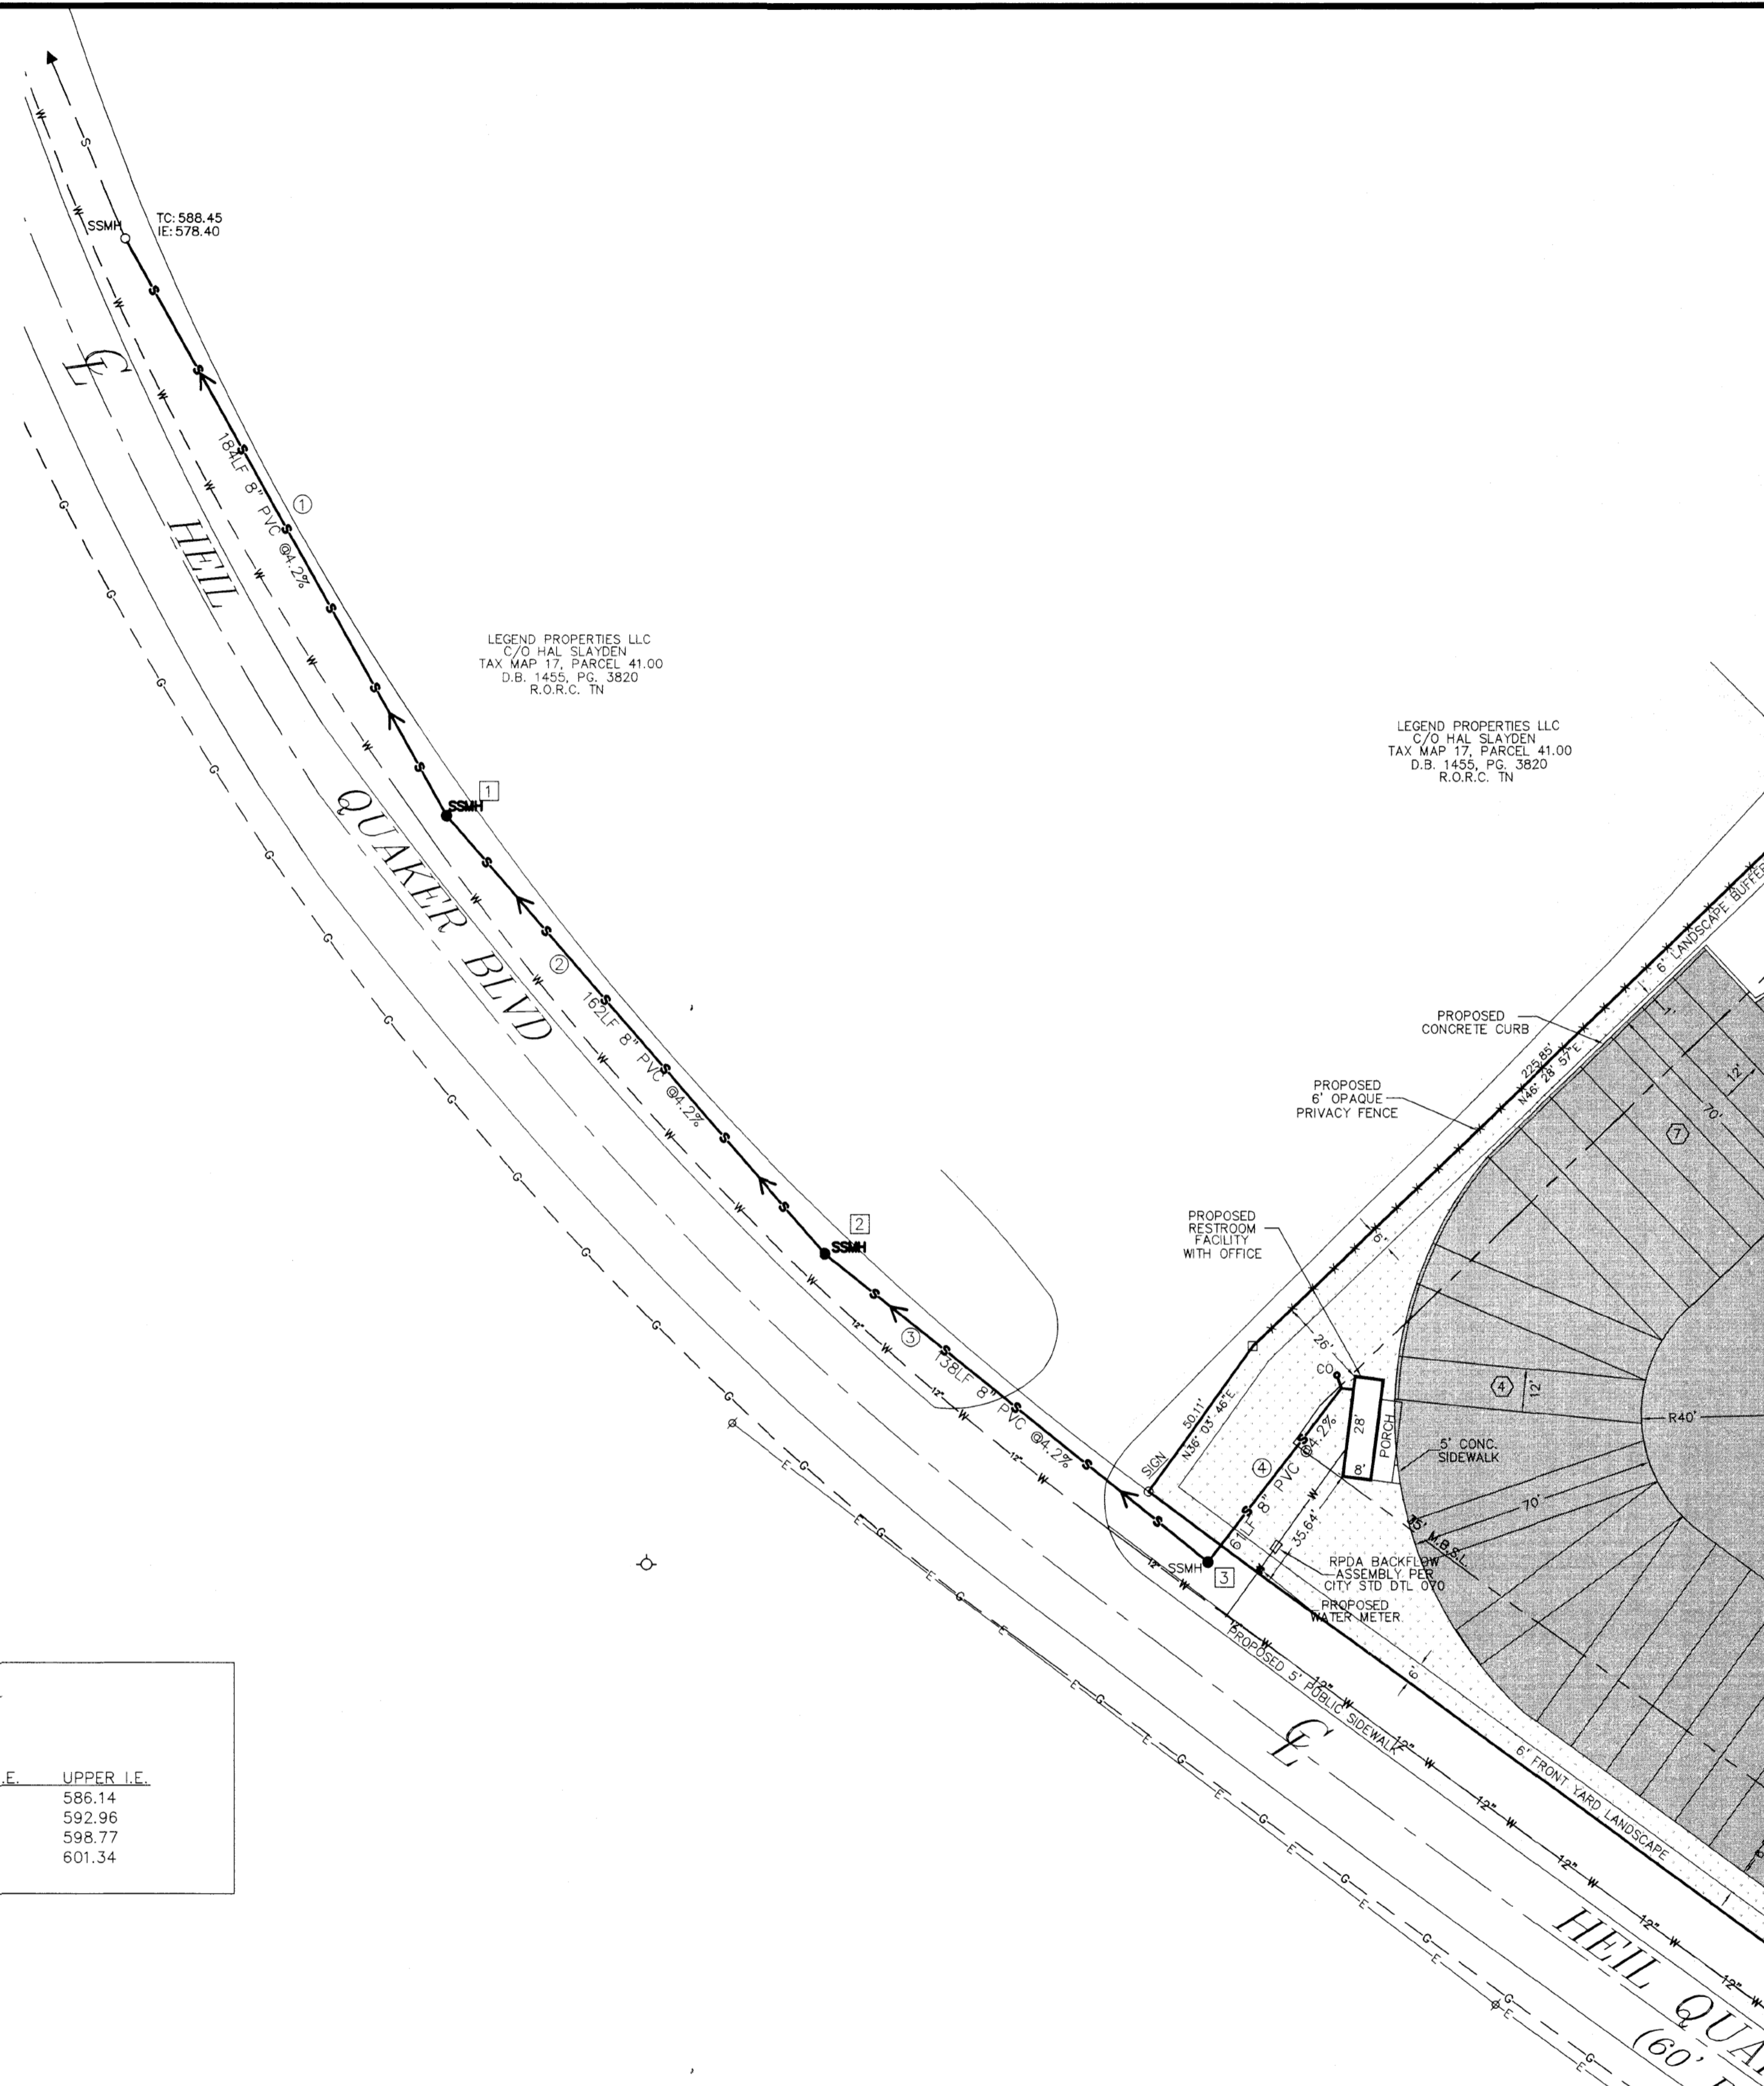 TC: 588.45
IE: 578.40
SSMH
S
W
CL
HEIL
QUAKER BLVD
184LF 8" PVC @4.2%
1
LEGEND PROPERTIES LLC
C/O HAL SLAYDEN
TAX MAP 17, PARCEL 41.00
D.B. 1455, PG. 3820
R.O.R.C. TN
LEGEND PROPERTIES LLC
C/O HAL SLAYDEN
TAX MAP 17, PARCEL 41.00
D.B. 1455, PG. 3820
R.O.R.C. TN
1
SSMH
G
2
162LF 8" PVC @4.2%
6' LANDSCAPE BUFFER
PROPOSED
CONCRETE CURB
225.85'
N46° 28' 57"E
1'
12'
70'
7
PROPOSED
6' OPAQUE
PRIVACY FENCE
2
SSMH
PROPOSED
RESTROOM
FACILITY
WITH OFFICE
6'
3
138LF 8" PVC @4.2%
26'
CO
50.11'
N36° 03' 46"E
SIGN
4
61LF 8" PVC @4.2%
28'
8'
PORCH
4
12'
R40'
5' CONC.
SIDEWALK
70'
35' M.B.S.L.
35.64'
SSMH
3
RPDA BACKFLOW
ASSEMBLY PER
CITY STD DTL 070
PROPOSED
WATER METER
PROPOSED 5' PUBLIC SIDEWALK
12"
W
E
G
6'
6' FRONT YARD LANDSCAPE
CL
HEIL QUA
(60'
.E. UPPER I.E.
586.14
592.96
598.77
601.34